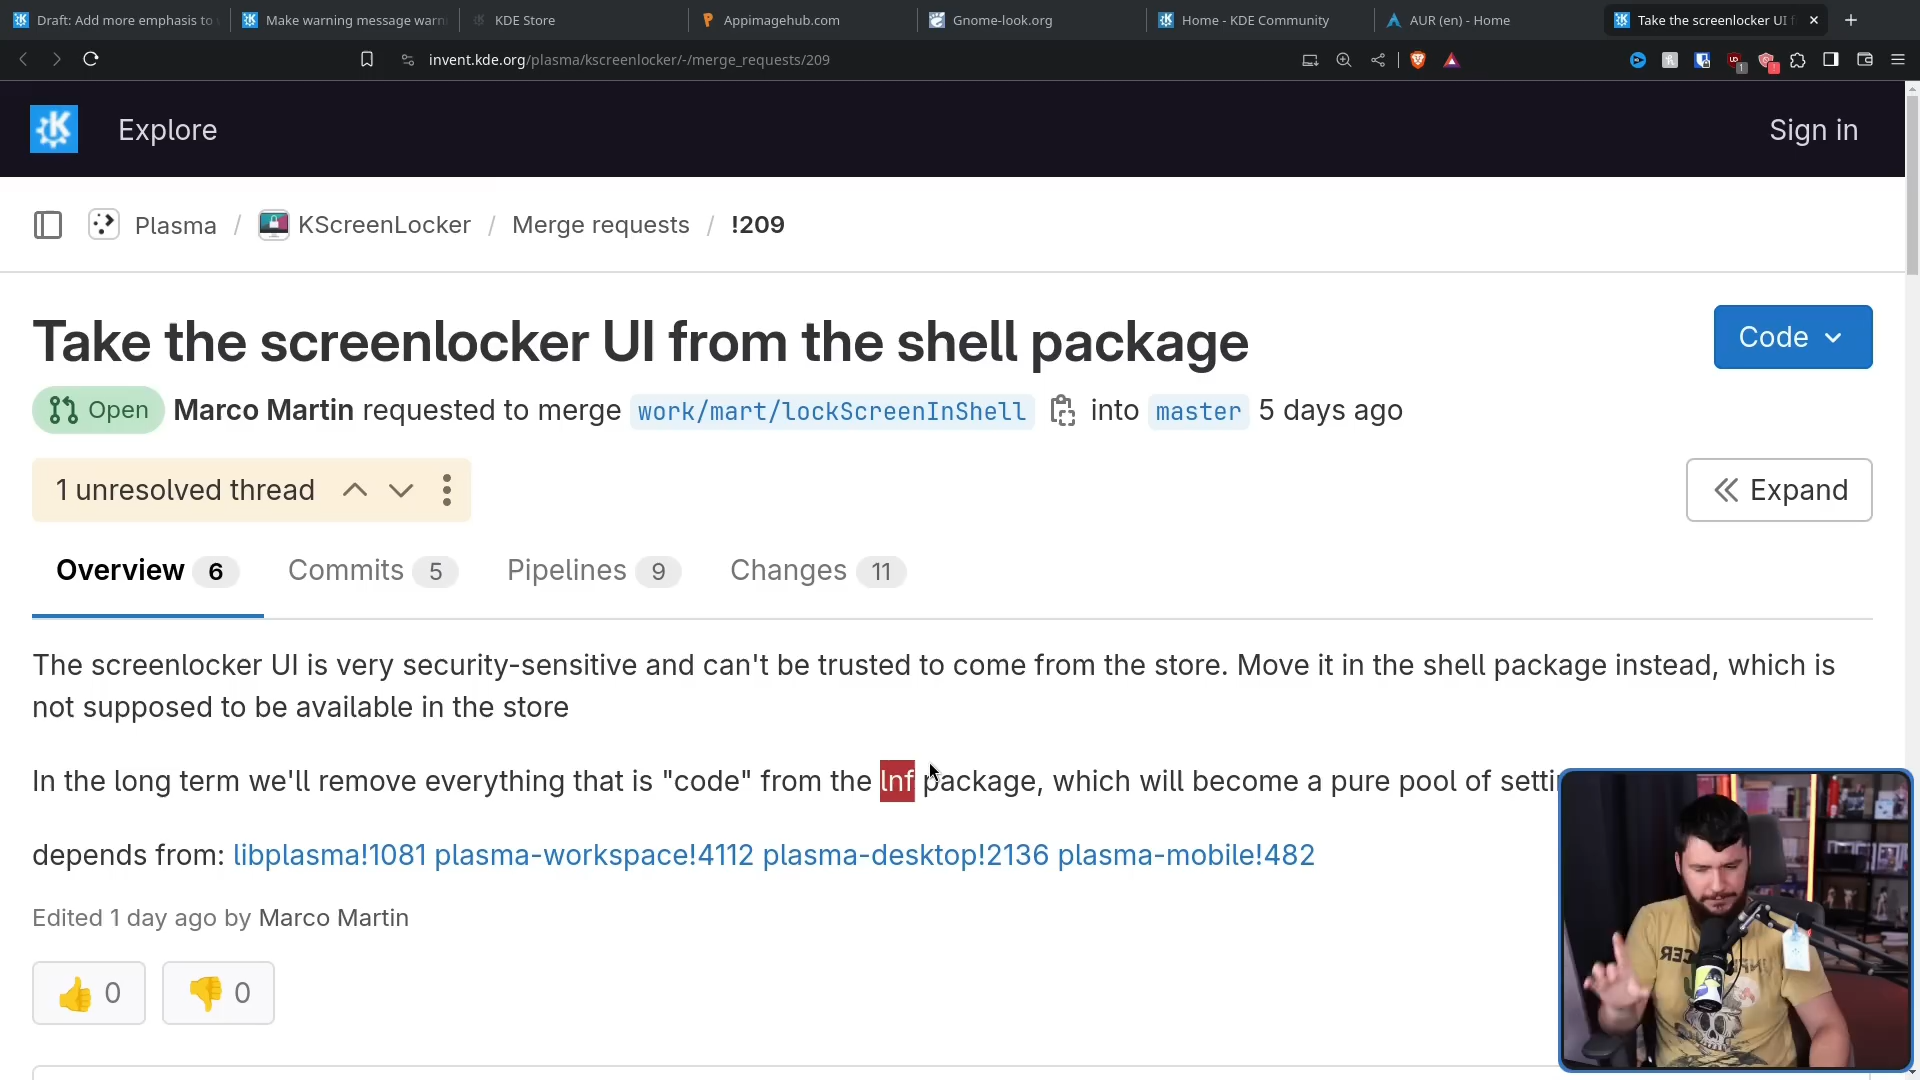 Draft: Add more emphasis to
Make warning message warn
KDE Store
Appimagehub.com
Gnome-look.org
Home - KDE Community
AUR (en) - Home
Take the screenlocker UI f
invent.kde.org/plasma/kscreenlocker/-/merge_requests/209
Explore
Sign in
Plasma / KScreenLocker / Merge requests / !209
Take the screenlocker UI from the shell package
Code
Open Marco Martin requested to merge work/mart/lockScreenInShell into master 5 days ago
1 unresolved thread
Expand
Overview 6 Commits 5 Pipelines 9 Changes 11
The screenlocker UI is very security-sensitive and can't be trusted to come from the store. Move it in the shell package instead, which is
not supposed to be available in the store
In the long term we'll remove everything that is "code" from the lnf package, which will become a pure pool of settin
depends from: libplasma!1081 plasma-workspace!4112 plasma-desktop!2136 plasma-mobile!482
Edited 1 day ago by Marco Martin
👍 0 👎 0